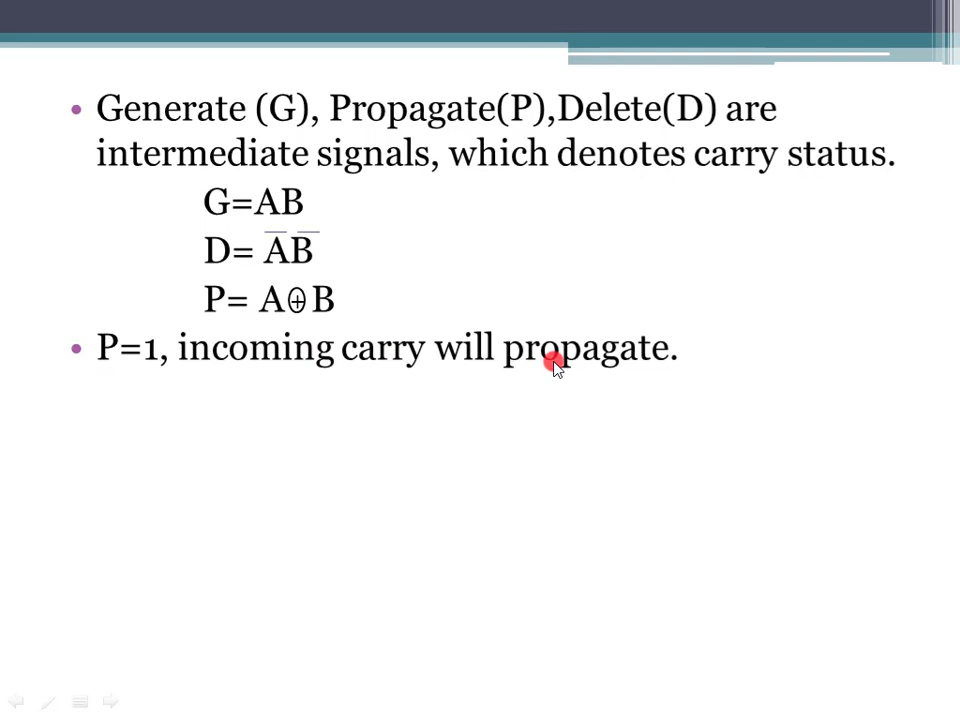 • Generate (G), Propagate(P),Delete(D) are
intermediate signals, which denotes carry status.
G=AB
D= A̅ B̅
P= A⊕B
• P=1, incoming carry will propagate.